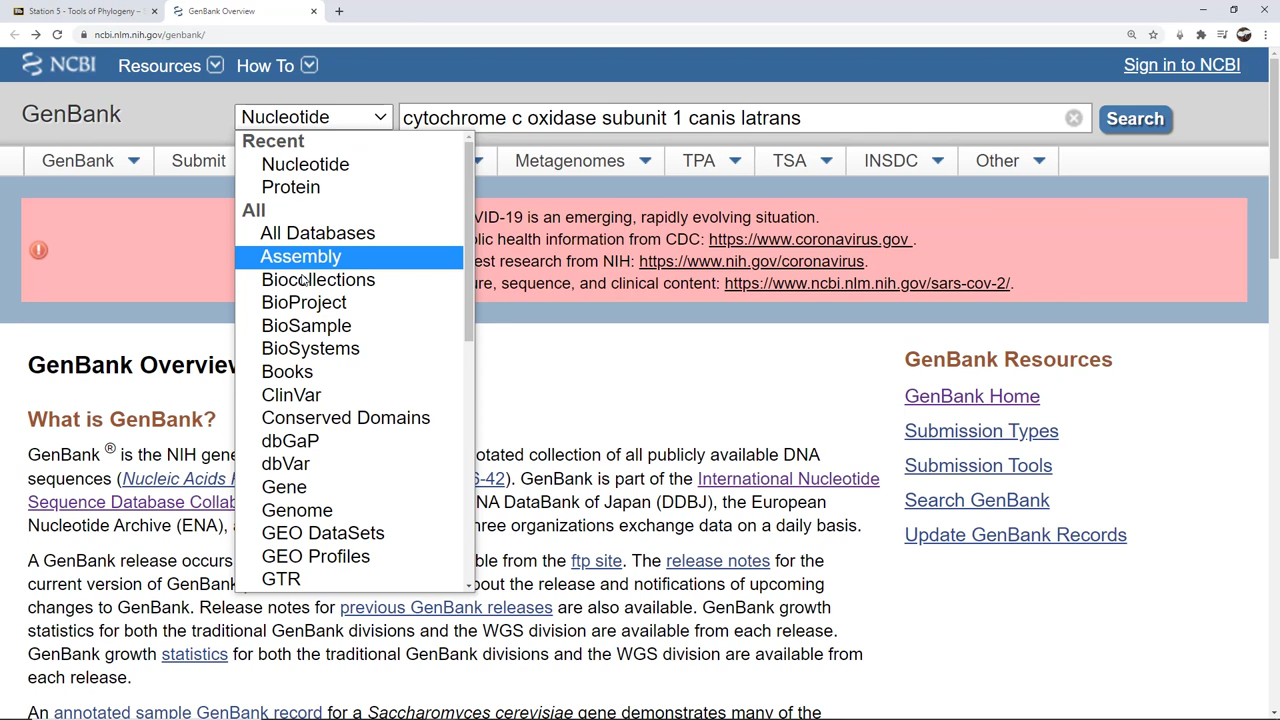 Station 5 - Tools of Phylogeny -
GenBank Overview
ncbi.nlm.nih.gov/genbank/
NCBI Resources How To Sign in to NCBI
GenBank Nucleotide cytochrome c oxidase subunit 1 canis latrans Search
GenBank Submit Metagenomes TPA TSA INSDC Other
Recent
Nucleotide
Protein
All
All Databases
Assembly
Biocollections
BioProject
BioSample
BioSystems
Books
ClinVar
Conserved Domains
dbGaP
dbVar
Gene
Genome
GEO DataSets
GEO Profiles
GTR
VID-19 is an emerging, rapidly evolving situation.
lic health information from CDC: https://www.coronavirus.gov .
est research from NIH: https://www.nih.gov/coronavirus.
ure, sequence, and clinical content: https://www.ncbi.nlm.nih.gov/sars-cov-2/.
GenBank Overview
What is GenBank?
GenBank ® is the NIH gene otated collection of all publicly available DNA
sequences (Nucleic Acids R 6-42). GenBank is part of the International Nucleotide
Sequence Database Collab NA DataBank of Japan (DDBJ), the European
Nucleotide Archive (ENA), a hree organizations exchange data on a daily basis.
A GenBank release occurs ble from the ftp site. The release notes for the
current version of GenBank out the release and notifications of upcoming
changes to GenBank. Release notes for previous GenBank releases are also available. GenBank growth
statistics for both the traditional GenBank divisions and the WGS division are available from each release.
GenBank growth statistics for both the traditional GenBank divisions and the WGS division are available from
each release.
An annotated sample GenBank record for a Saccharomyces cerevisiae gene demonstrates many of the
GenBank Resources
GenBank Home
Submission Types
Submission Tools
Search GenBank
Update GenBank Records